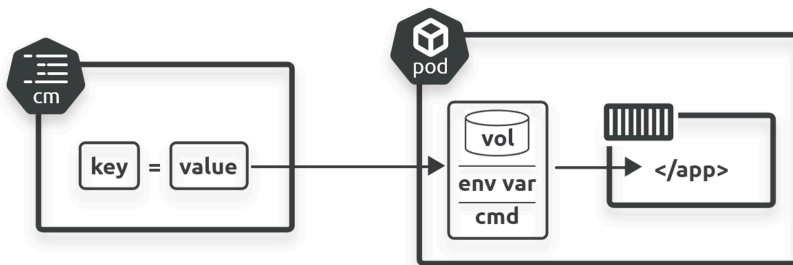 cm
key = value
pod
vol
env var
cmd
</app>